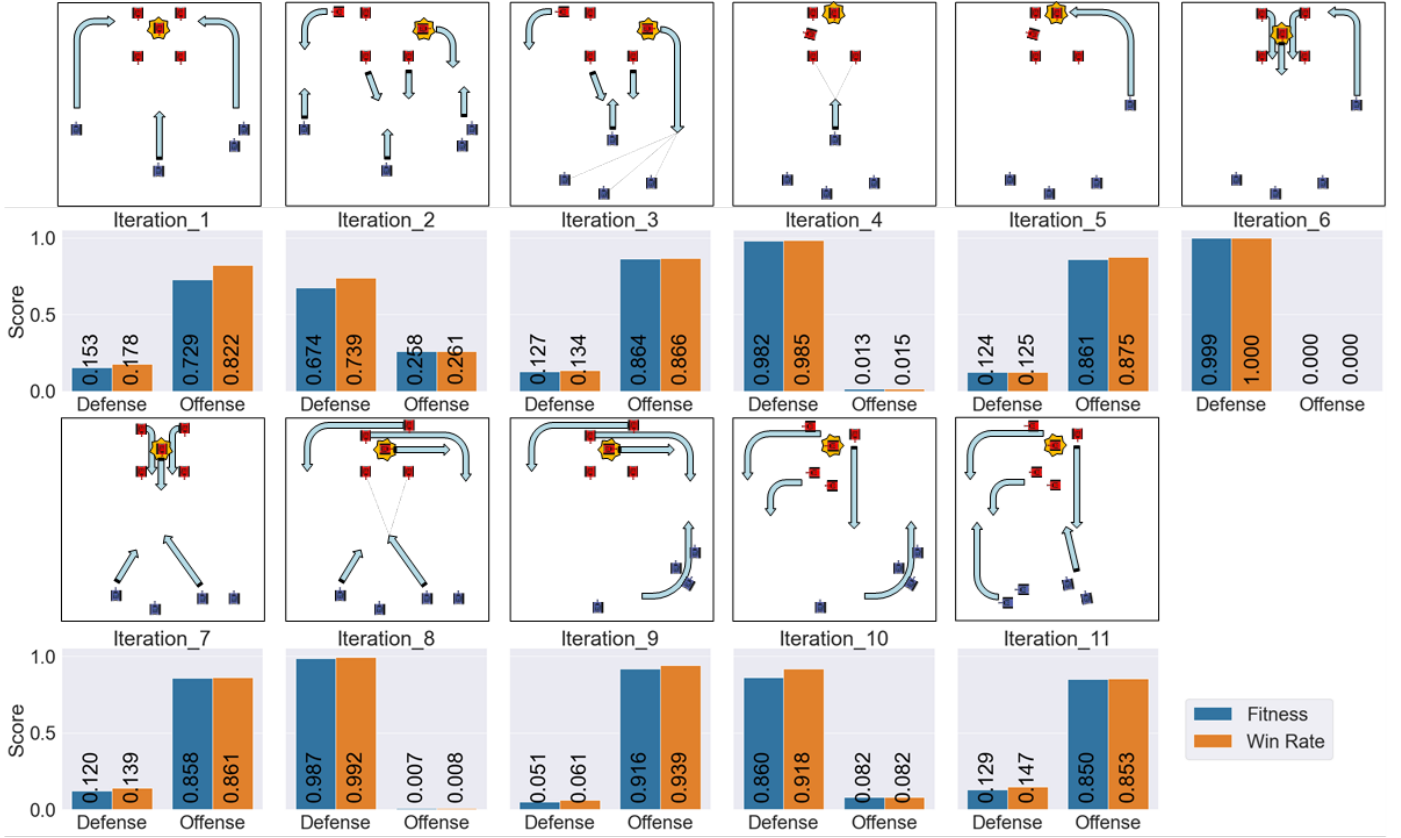 Iteration_1 Iteration_2 Iteration_3 Iteration_4 Iteration_5 Iteration_6
Score
1.0
0.5
0.0
0.153 0.178 0.729 0.822
0.674 0.739 0.258 0.261
0.127 0.134 0.864 0.866
0.982 0.985 0.013 0.015
0.124 0.125 0.861 0.875
0.999 1.000 0.000 0.000
Defense Offense Defense Offense Defense Offense Defense Offense Defense Offense Defense Offense
Iteration_7 Iteration_8 Iteration_9 Iteration_10 Iteration_11
Score
1.0
0.5
0.0
0.120 0.139 0.858 0.861
0.987 0.992 0.007 0.008
0.051 0.061 0.916 0.939
0.860 0.918 0.082 0.082
0.129 0.147 0.850 0.853
Defense Offense Defense Offense Defense Offense Defense Offense Defense Offense
Fitness
Win Rate